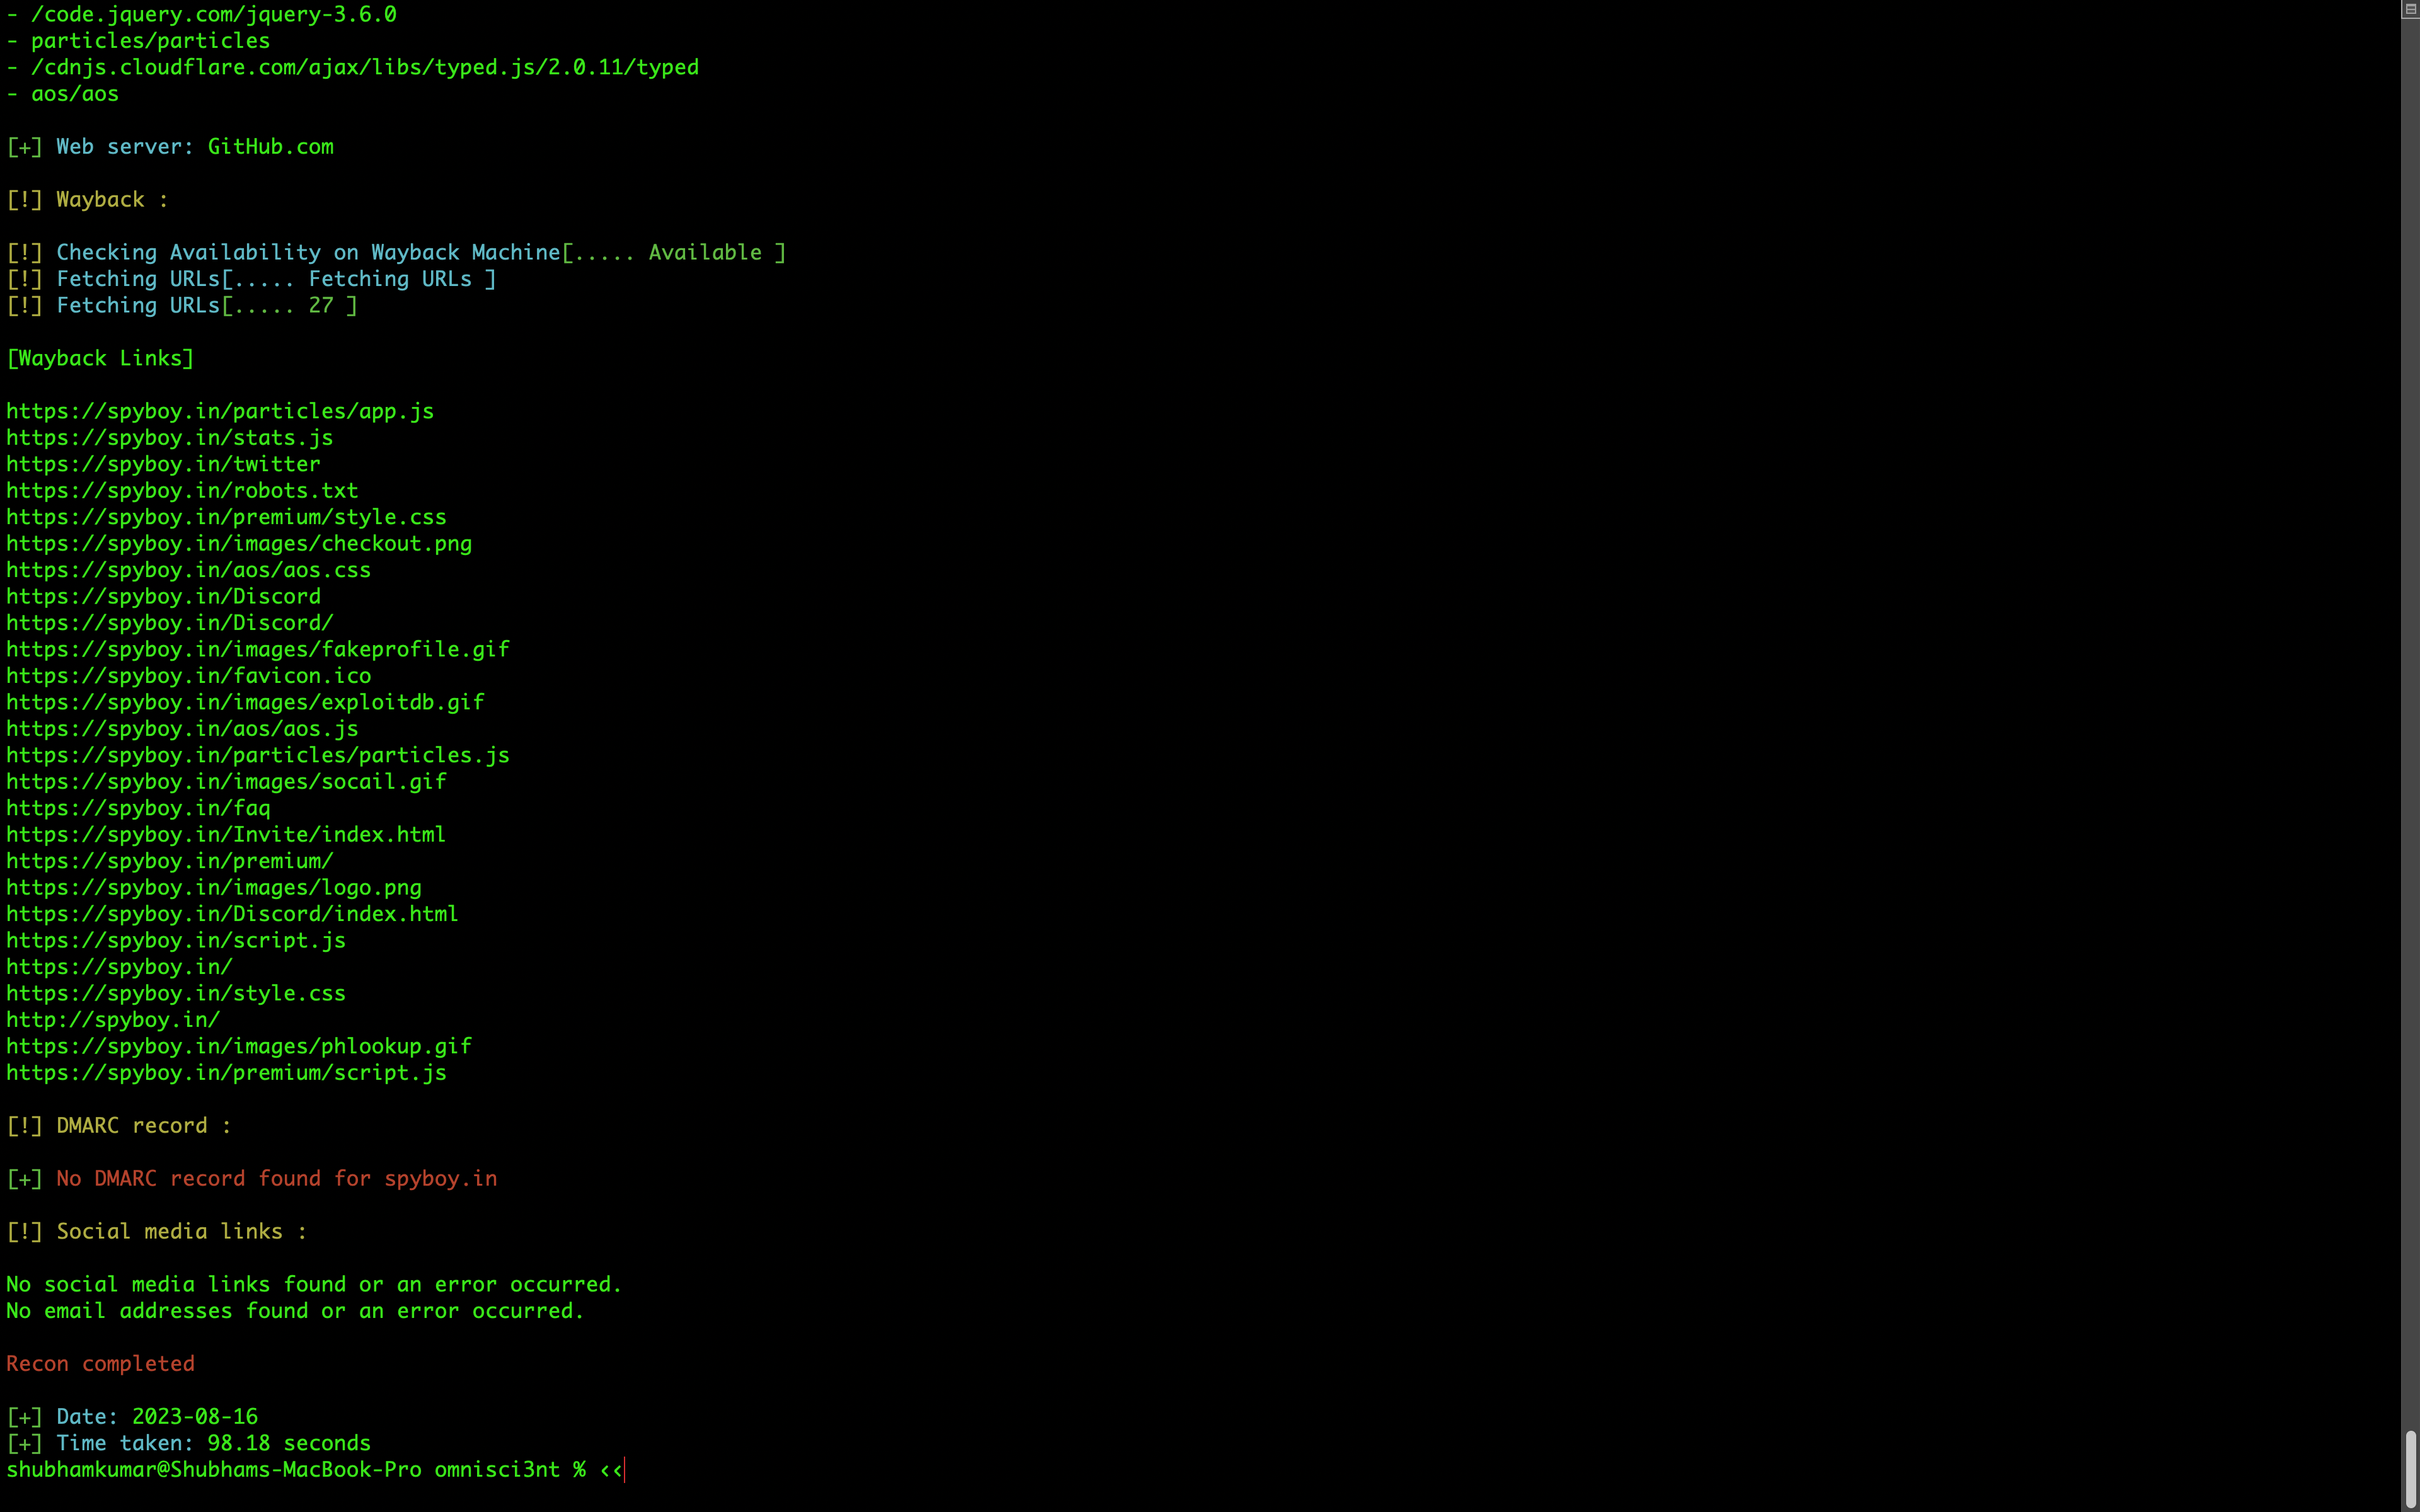 - /code.jquery.com/jquery-3.6.0
- particles/particles
- /cdnjs.cloudflare.com/ajax/libs/typed.js/2.0.11/typed
- aos/aos
[+] Web server: GitHub.com
[!] Wayback :
[!] Checking Availability on Wayback Machine[..... Available ]
[!] Fetching URLs[..... Fetching URLs ]
[!] Fetching URLs[..... 27 ]
[Wayback Links]
https://spyboy.in/particles/app.js
https://spyboy.in/stats.js
https://spyboy.in/twitter
https://spyboy.in/robots.txt
https://spyboy.in/premium/style.css
https://spyboy.in/images/checkout.png
https://spyboy.in/aos/aos.css
https://spyboy.in/Discord
https://spyboy.in/Discord/
https://spyboy.in/images/fakeprofile.gif
https://spyboy.in/favicon.ico
https://spyboy.in/images/exploitdb.gif
https://spyboy.in/aos/aos.js
https://spyboy.in/particles/particles.js
https://spyboy.in/images/socail.gif
https://spyboy.in/faq
https://spyboy.in/Invite/index.html
https://spyboy.in/premium/
https://spyboy.in/images/logo.png
https://spyboy.in/Discord/index.html
https://spyboy.in/script.js
https://spyboy.in/
https://spyboy.in/style.css
http://spyboy.in/
https://spyboy.in/images/phlookup.gif
https://spyboy.in/premium/script.js
[!] DMARC record :
[+] No DMARC record found for spyboy.in
[!] Social media links :
No social media links found or an error occurred.
No email addresses found or an error occurred.
Recon completed
[+] Date: 2023-08-16
[+] Time taken: 98.18 seconds
shubhamkumar@Shubhams-MacBook-Pro omnisci3nt % <<